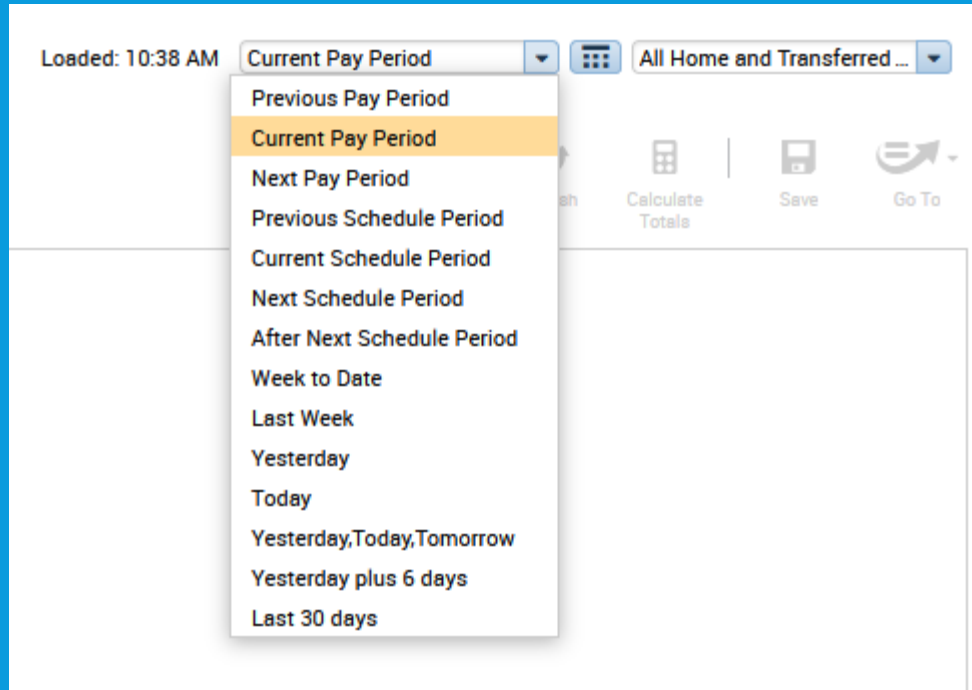 Loaded: 10:38 AM Current Pay Period All Home and Transferred ...
Previous Pay Period
Current Pay Period
Next Pay Period
Previous Schedule Period
Current Schedule Period
Next Schedule Period
After Next Schedule Period
Week to Date
Last Week
Yesterday
Today
Yesterday,Today,Tomorrow
Yesterday plus 6 days
Last 30 days
Calculate Totals
Save
Go To